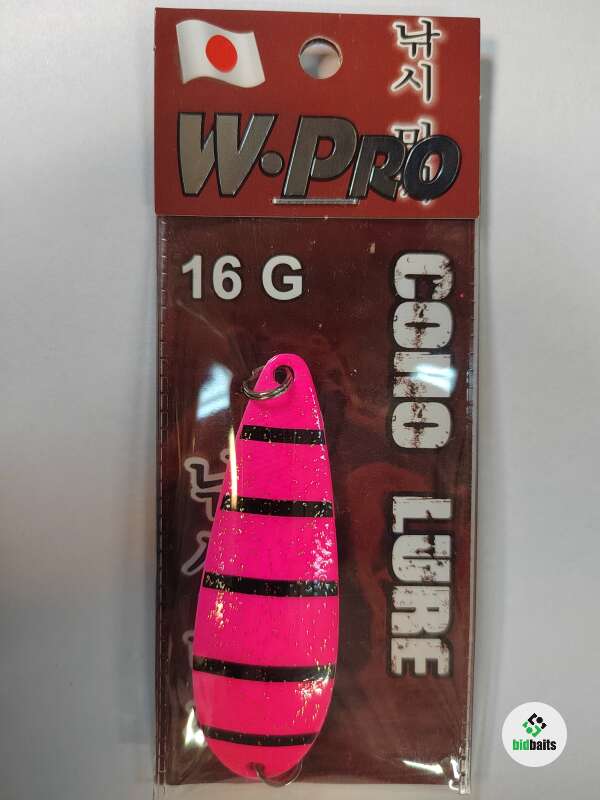 낚시
W·PRO
16 G
COHO LURE
bidbaits